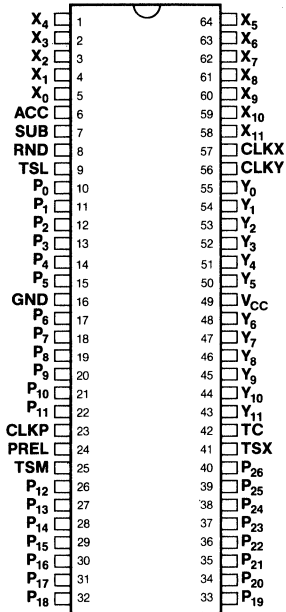 X4 1 64 X5
X3 2 63 X6
X2 3 62 X7
X1 4 61 X8
X0 5 60 X9
ACC 6 59 X10
SUB 7 58 X11
RND 8 57 CLKX
TSL 9 56 CLKY
P0 10 55 Y0
P1 11 54 Y1
P2 12 53 Y2
P3 13 52 Y3
P4 14 51 Y4
P5 15 50 Y5
GND 16 49 VCC
P6 17 48 Y6
P7 18 47 Y7
P8 19 46 Y8
P9 20 45 Y9
P10 21 44 Y10
P11 22 43 Y11
CLKP 23 42 TC
PREL 24 41 TSX
TSM 25 40 P26
P12 26 39 P25
P13 27 38 P24
P14 28 37 P23
P15 29 36 P22
P16 30 35 P21
P17 31 34 P20
P18 32 33 P19